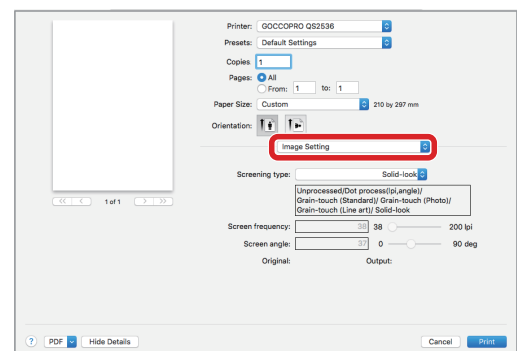 Printer: GOCCOPRO QS2536
Presets: Default Settings
Copies 1
Pages: All
From: 1 to: 1
Paper Size: Custom 210 by 297 mm
Orientation:
Image Setting
Screening type: Solid-look
Unprocessed/Dot process(lpi,angle)/
Grain-touch (Standard)/ Grain-touch (Photo)/
Grain-touch (Line art)/ Solid-look
<< < 1 of 1 > >>
Screen frequency: 38 38 200 lpi
Screen angle: 37 0 90 deg
Original: Output:
? PDF Hide Details Cancel Print